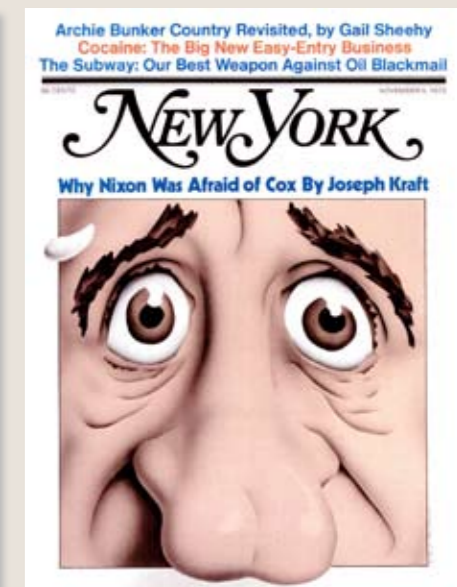 Archie Bunker Country Revisited, by Gail Sheehy
Cocaine: The Big New Easy-Entry Business
The Subway: Our Best Weapon Against Oil Blackmail
NEW YORK
Why Nixon Was Afraid of Cox By Joseph Kraft